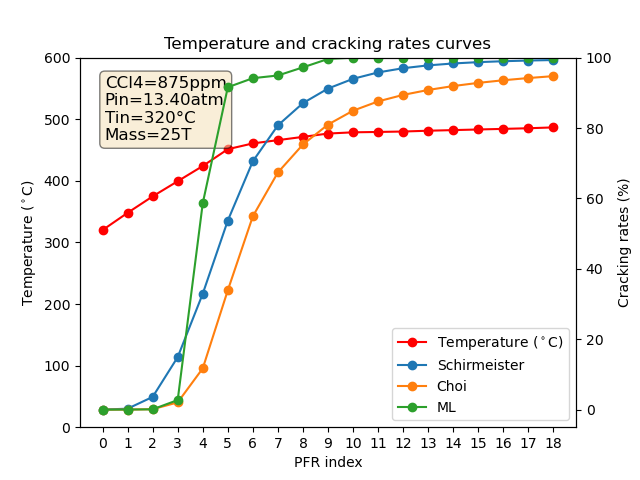 Temperature and cracking rates curves
CCl4=875ppm
Pin=13.40atm
Tin=320°C
Mass=25T
Temperature (°C)
600
500
400
300
200
100
0
100
80
60
40
20
0
Cracking rates (%)
Temperature (°C)
Schirmeister
Choi
ML
0 1 2 3 4 5 6 7 8 9 10 11 12 13 14 15 16 17 18
PFR index